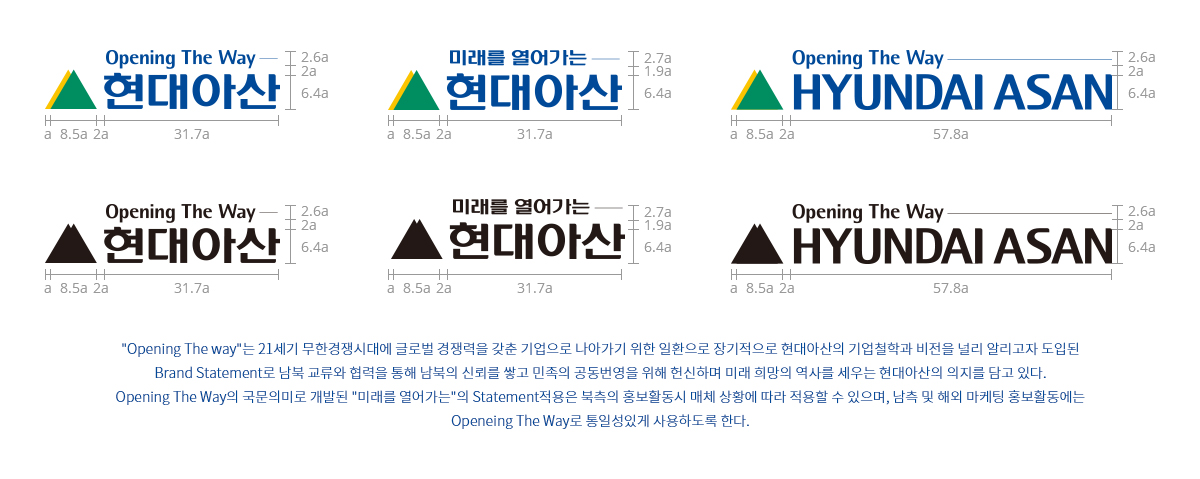 Opening The Way
현대아산
2.6a
2a
6.4a
a 8.5a 2a 31.7a
미래를 열어가는
현대아산
2.7a
1.9a
6.4a
a 8.5a 2a 31.7a
Opening The Way
HYUNDAI ASAN
2.6a
2a
6.4a
a 8.5a 2a 57.8a
Opening The Way
현대아산
2.6a
2a
6.4a
a 8.5a 2a 31.7a
미래를 열어가는
현대아산
2.7a
1.9a
6.4a
a 8.5a 2a 31.7a
Opening The Way
HYUNDAI ASAN
2.6a
2a
6.4a
a 8.5a 2a 57.8a
"Opening The way"는 21세기 무한경쟁시대에 글로벌 경쟁력을 갖춘 기업으로 나아가기 위한 일환으로 장기적으로 현대아산의 기업철학과 비전을 널리 알리고자 도입된
Brand Statement로 남북 교류와 협력을 통해 남북의 신뢰를 쌓고 민족의 공동번영을 위해 헌신하며 미래 희망의 역사를 세우는 현대아산의 의지를 담고 있다.
Opening The Way의 국문의미로 개발된 "미래를 열어가는"의 Statement적용은 북측의 홍보활동시 매체 상황에 따라 적용할 수 있으며, 남측 및 해외 마케팅 홍보활동에는
Openeing The Way로 통일성있게 사용하도록 한다.